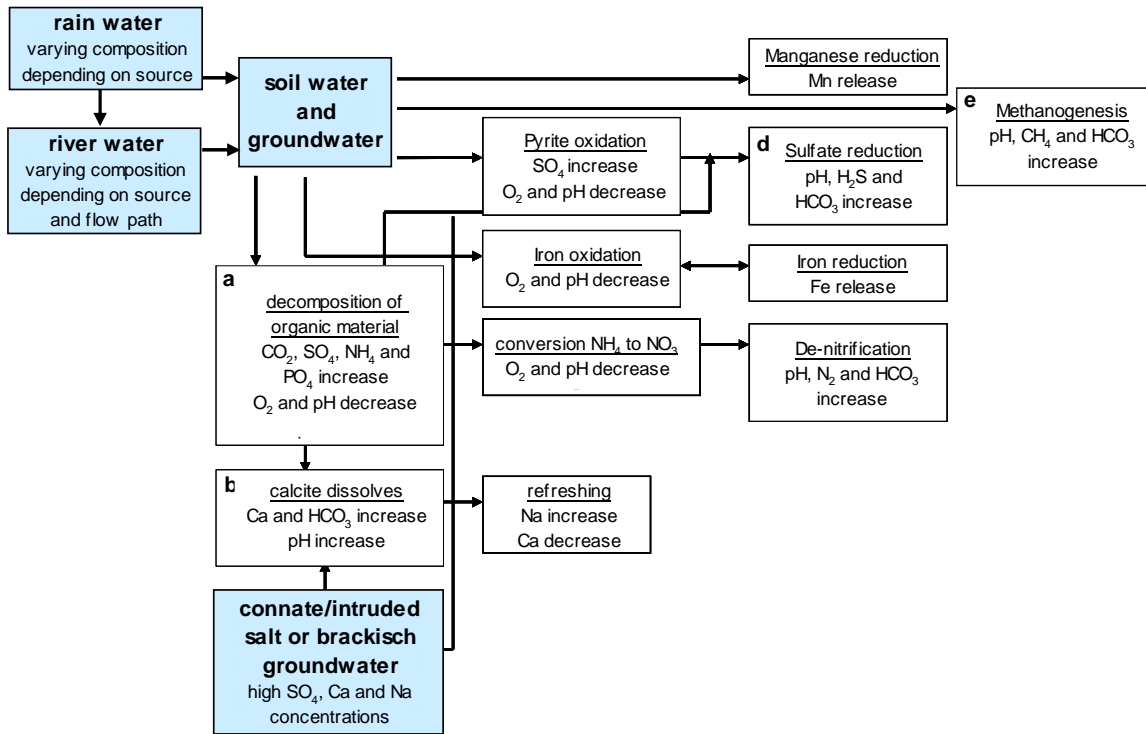 rain water
varying composition
depending on source
river water
varying composition
depending on source
and flow path
soil water
and
groundwater
Manganese reduction
Mn release
e
Methanogenesis
pH, CH₄ and HCO₃
increase
Pyrite oxidation
SO₄ increase
O₂ and pH decrease
d
Sulfate reduction
pH, H₂S and
HCO₃ increase
Iron oxidation
O₂ and pH decrease
Iron reduction
Fe release
a
decomposition of
organic material
CO₂, SO₄, NH₄ and
PO₄ increase
O₂ and pH decrease
.
conversion NH₄ to NO₃
O₂ and pH decrease
De-nitrification
pH, N₂ and HCO₃
increase
b
calcite dissolves
Ca and HCO₃ increase
pH increase
refreshing
Na increase
Ca decrease
connate/intruded
salt or brackisch
groundwater
high SO₄, Ca and Na
concentrations